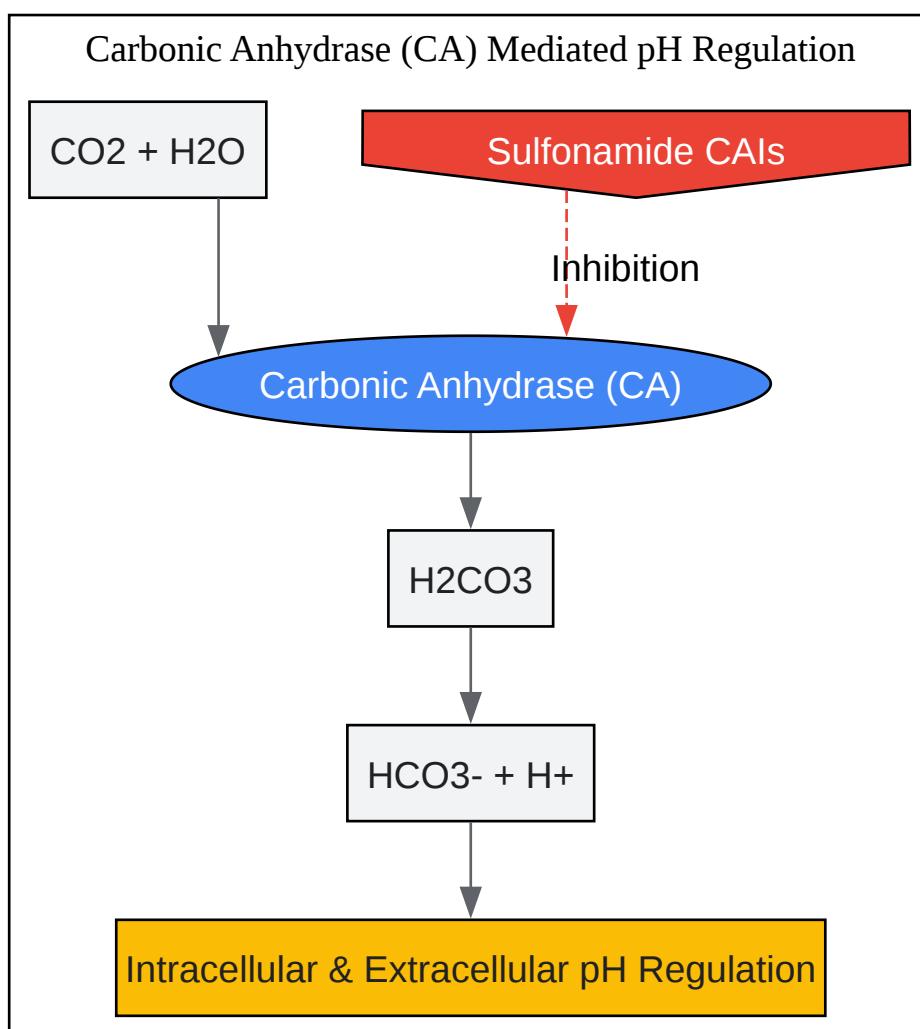 Carbonic Anhydrase (CA) Mediated pH Regulation
CO2 + H2O
Sulfonamide CAIs
Inhibition
Carbonic Anhydrase (CA)
H2CO3
HCO3- + H+
Intracellular & Extracellular pH Regulation